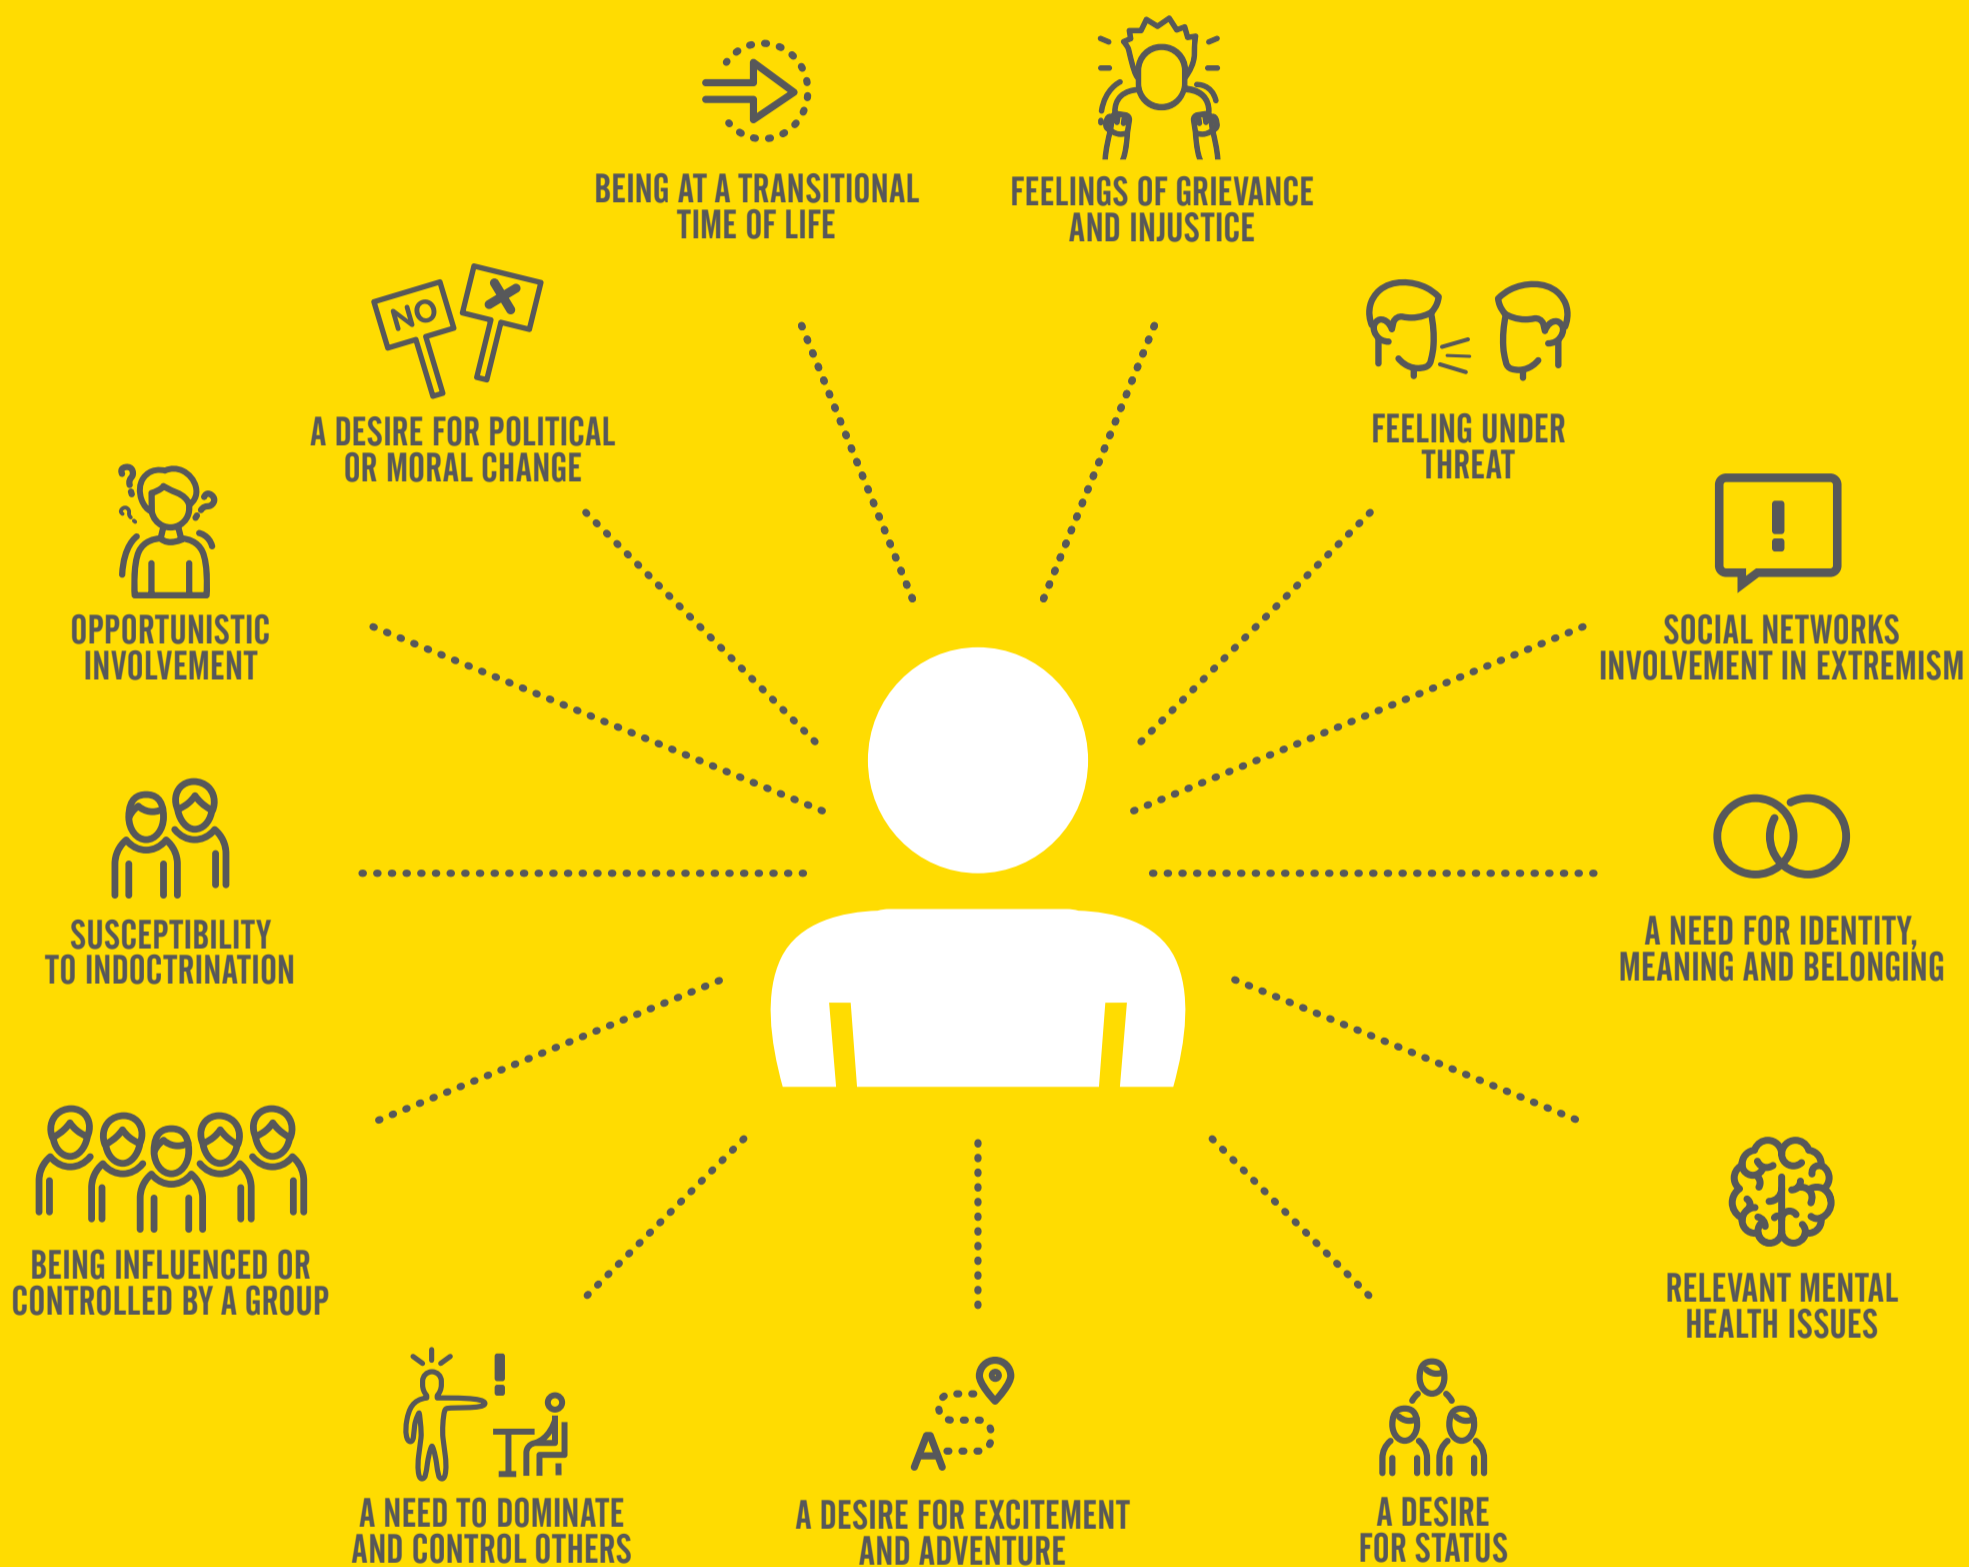 BEING AT A TRANSITIONAL
TIME OF LIFE
FEELINGS OF GRIEVANCE
AND INJUSTICE
NO
A DESIRE FOR POLITICAL
OR MORAL CHANGE
FEELING UNDER
THREAT
OPPORTUNISTIC
INVOLVEMENT
!
SOCIAL NETWORKS
INVOLVEMENT IN EXTREMISM
SUSCEPTIBILITY
TO INDOCTRINATION
A NEED FOR IDENTITY,
MEANING AND BELONGING
BEING INFLUENCED OR
CONTROLLED BY A GROUP
RELEVANT MENTAL
HEALTH ISSUES
!
A NEED TO DOMINATE
AND CONTROL OTHERS
A
A DESIRE FOR EXCITEMENT
AND ADVENTURE
A DESIRE
FOR STATUS